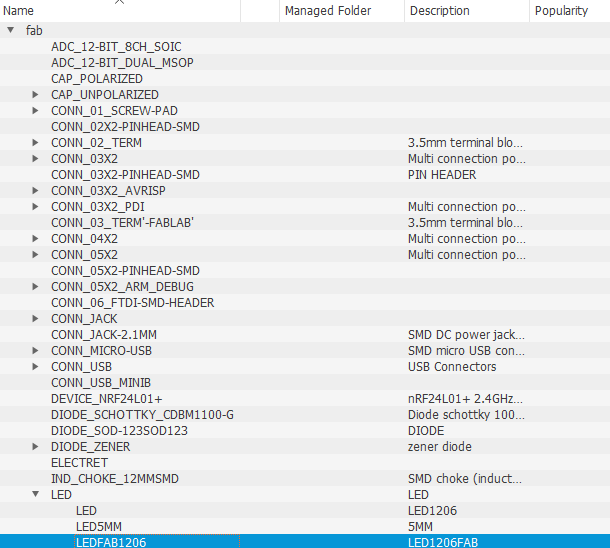 Name Managed Folder Description Popularity
fab
ADC_12-BIT_8CH_SOIC
ADC_12-BIT_DUAL_MSOP
CAP_POLARIZED
CAP_UNPOLARIZED
CONN_01_SCREW-PAD
CONN_02X2-PINHEAD-SMD
CONN_02_TERM 3.5mm terminal blo...
CONN_03X2 Multi connection po...
CONN_03X2-PINHEAD-SMD PIN HEADER
CONN_03X2_AVRISP
CONN_03X2_PDI Multi connection po...
CONN_03_TERM'-FABLAB' 3.5mm terminal blo...
CONN_04X2 Multi connection po...
CONN_05X2 Multi connection po...
CONN_05X2-PINHEAD-SMD
CONN_05X2_ARM_DEBUG
CONN_06_FTDI-SMD-HEADER
CONN_JACK
CONN_JACK-2.1MM SMD DC power jack...
CONN_MICRO-USB SMD micro USB con...
CONN_USB USB Connectors
CONN_USB_MINIB
DEVICE_NRF24L01+ nRF24L01+ 2.4GHz...
DIODE_SCHOTTKY_CDBM1100-G Diode schottky 100...
DIODE_SOD-123SOD123 DIODE
DIODE_ZENER zener diode
ELECTRET
IND_CHOKE_12MMSMD SMD choke (induct...
LED LED
LED LED1206
LED5MM 5MM
LEDFAB1206 LED1206FAB